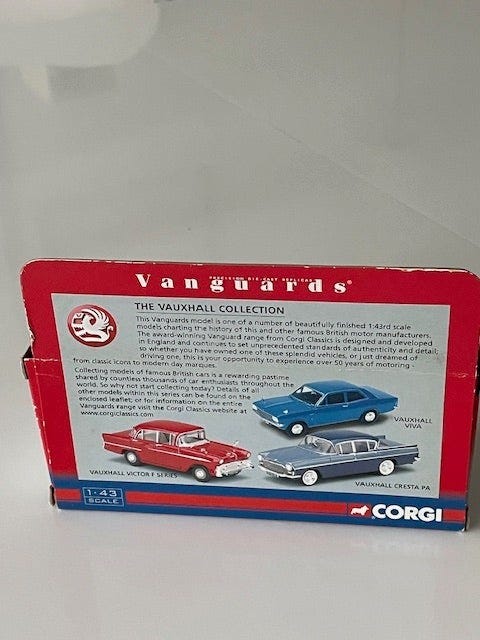 Vanguards®
PRECISION DIE-CAST REPLICAS
THE VAUXHALL COLLECTION
This Vanguards model is one of a number of beautifully finished 1:43rd scale
models charting the history of this and other famous British motor manufacturers.
The award-winning Vanguard range from Corgi Classics is designed and developed
in England and continues to set unprecedented standards of authenticity and detail;
so whether you have owned one of these splendid vehicles, or just dreamed of
driving one, this is your opportunity to experience over 50 years of motoring -
from classic icons to modern day marques.
Collecting models of famous British cars is a rewarding pastime
shared by countless thousands of car enthusiasts throughout the
world. So why not start collecting today? Details of all
other models within this series can be found on the
enclosed leaflet; or for information on the entire
Vanguards range visit the Corgi Classics website at
www.corgiclassics.com
VAUXHALL
VIVA
VAUXHALL VICTOR F SERIES
VAUXHALL CRESTA PA
1:43
SCALE
CORGI